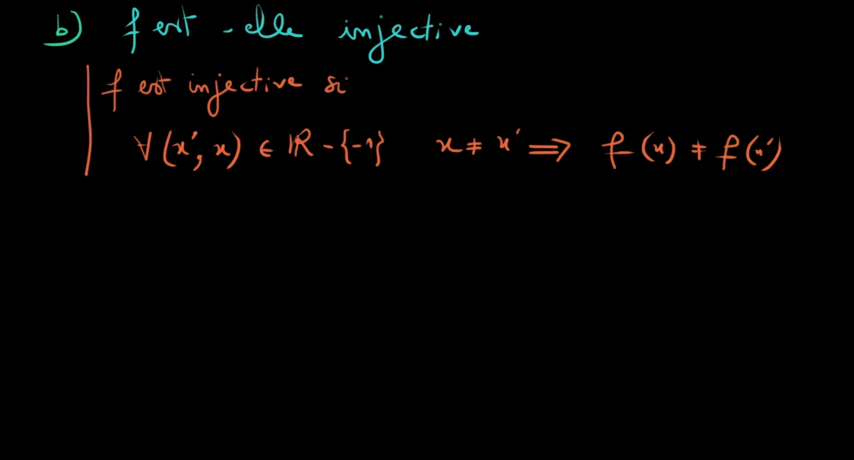 b) f est-elle injective
f est injective si
∀(x', x) ∈ ℝ-{-1} x ≠ x' ⟹ f(x) ≠ f(x')